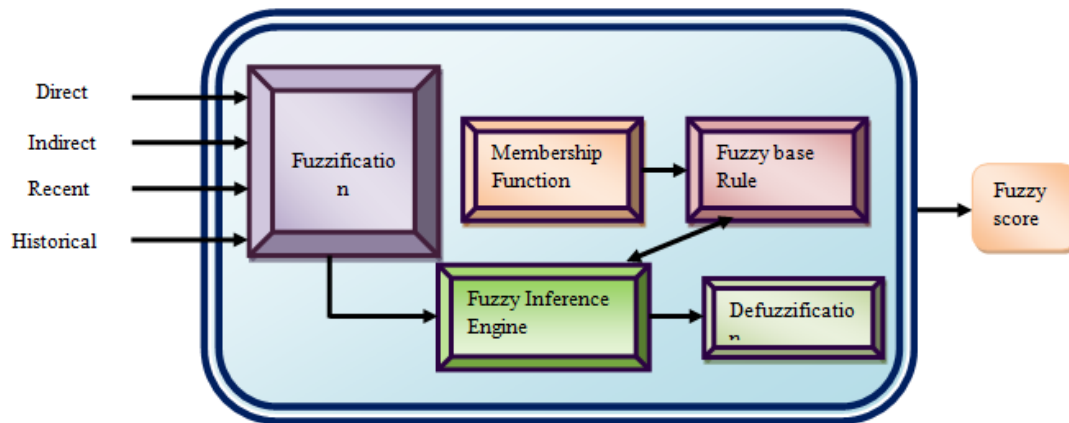 Direct
Indirect
Recent
Historical
Fuzzificatio
n
Membership
Function
Fuzzy base
Rule
Fuzzy Inference
Engine
Defuzzificatio
n
Fuzzy
score